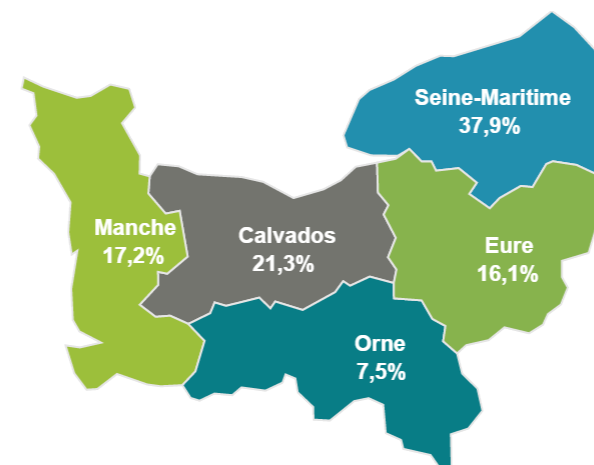 Seine-Maritime
37,9%
Manche
17,2%
Calvados
21,3%
Eure
16,1%
Orne
7,5%